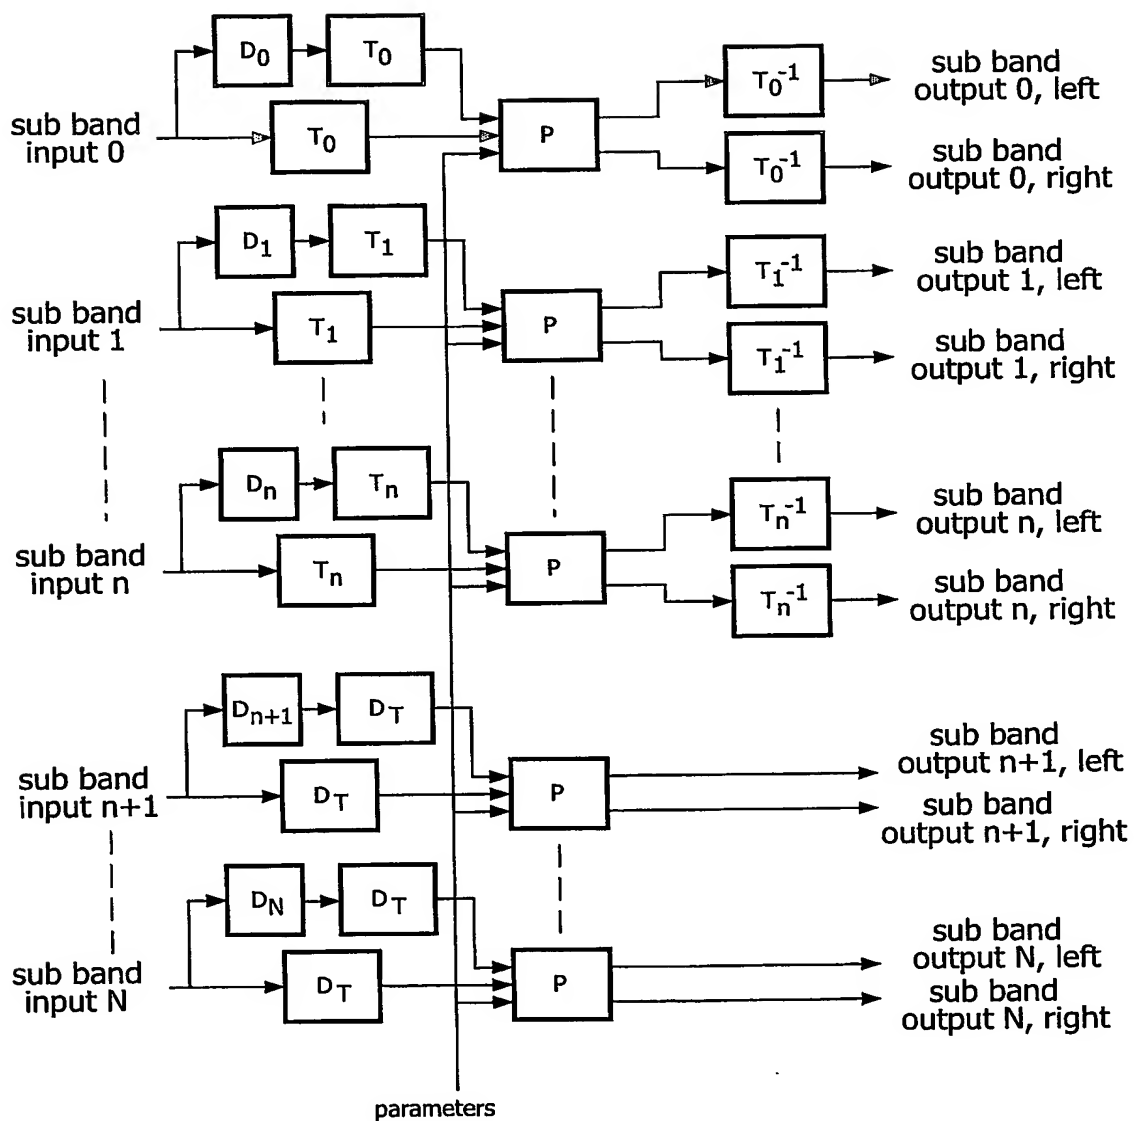 D0 T0
sub band
input 0
T0
P
T0-1
sub band
output 0, left
T0-1
sub band
output 0, right
D1 T1
sub band
input 1
T1
P
T1-1
sub band
output 1, left
T1-1
sub band
output 1, right
Dn Tn
sub band
input n
Tn
P
Tn-1
sub band
output n, left
Tn-1
sub band
output n, right
Dn+1 DT
sub band
input n+1
DT
P
sub band
output n+1, left
sub band
output n+1, right
DN DT
sub band
input N
DT
P
sub band
output N, left
sub band
output N, right
parameters